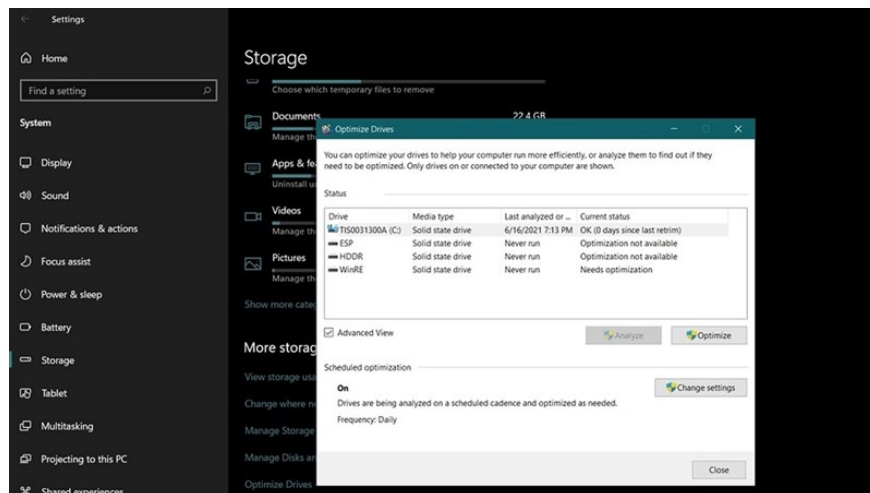 Settings
Home
Find a setting
System
Display
Sound
Notifications & actions
Focus assist
Power & sleep
Battery
Storage
Tablet
Multitasking
Projecting to this PC
Shared experiences
Storage
Choose which temporary files to remove
Documents
22.4 GB
Manage th
Apps & fe
Uninstall u
Videos
Manage th
Pictures
Manage th
Show more cate
More storag
View storage usa
Change where n
Manage Storage
Manage Disks an
Optimize Drives
Optimize Drives
You can optimize your drives to help your computer run more efficiently, or analyze them to find out if they
need to be optimized. Only drives on or connected to your computer are shown.
Status
Drive Media type Last analyzed or ... Current status
TIS0031300A (C:) Solid state drive 6/16/2021 7:13 PM OK (0 days since last retrim)
ESP Solid state drive Never run Optimization not available
HDDR Solid state drive Never run Optimization not available
WinRE Solid state drive Never run Needs optimization
Advanced View
Analyze
Optimize
Scheduled optimization
On
Change settings
Drives are being analyzed on a scheduled cadence and optimized as needed.
Frequency: Daily
Close